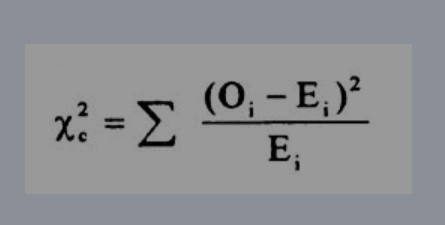 χ²c = Σ (Oi − Ei)² / Ei